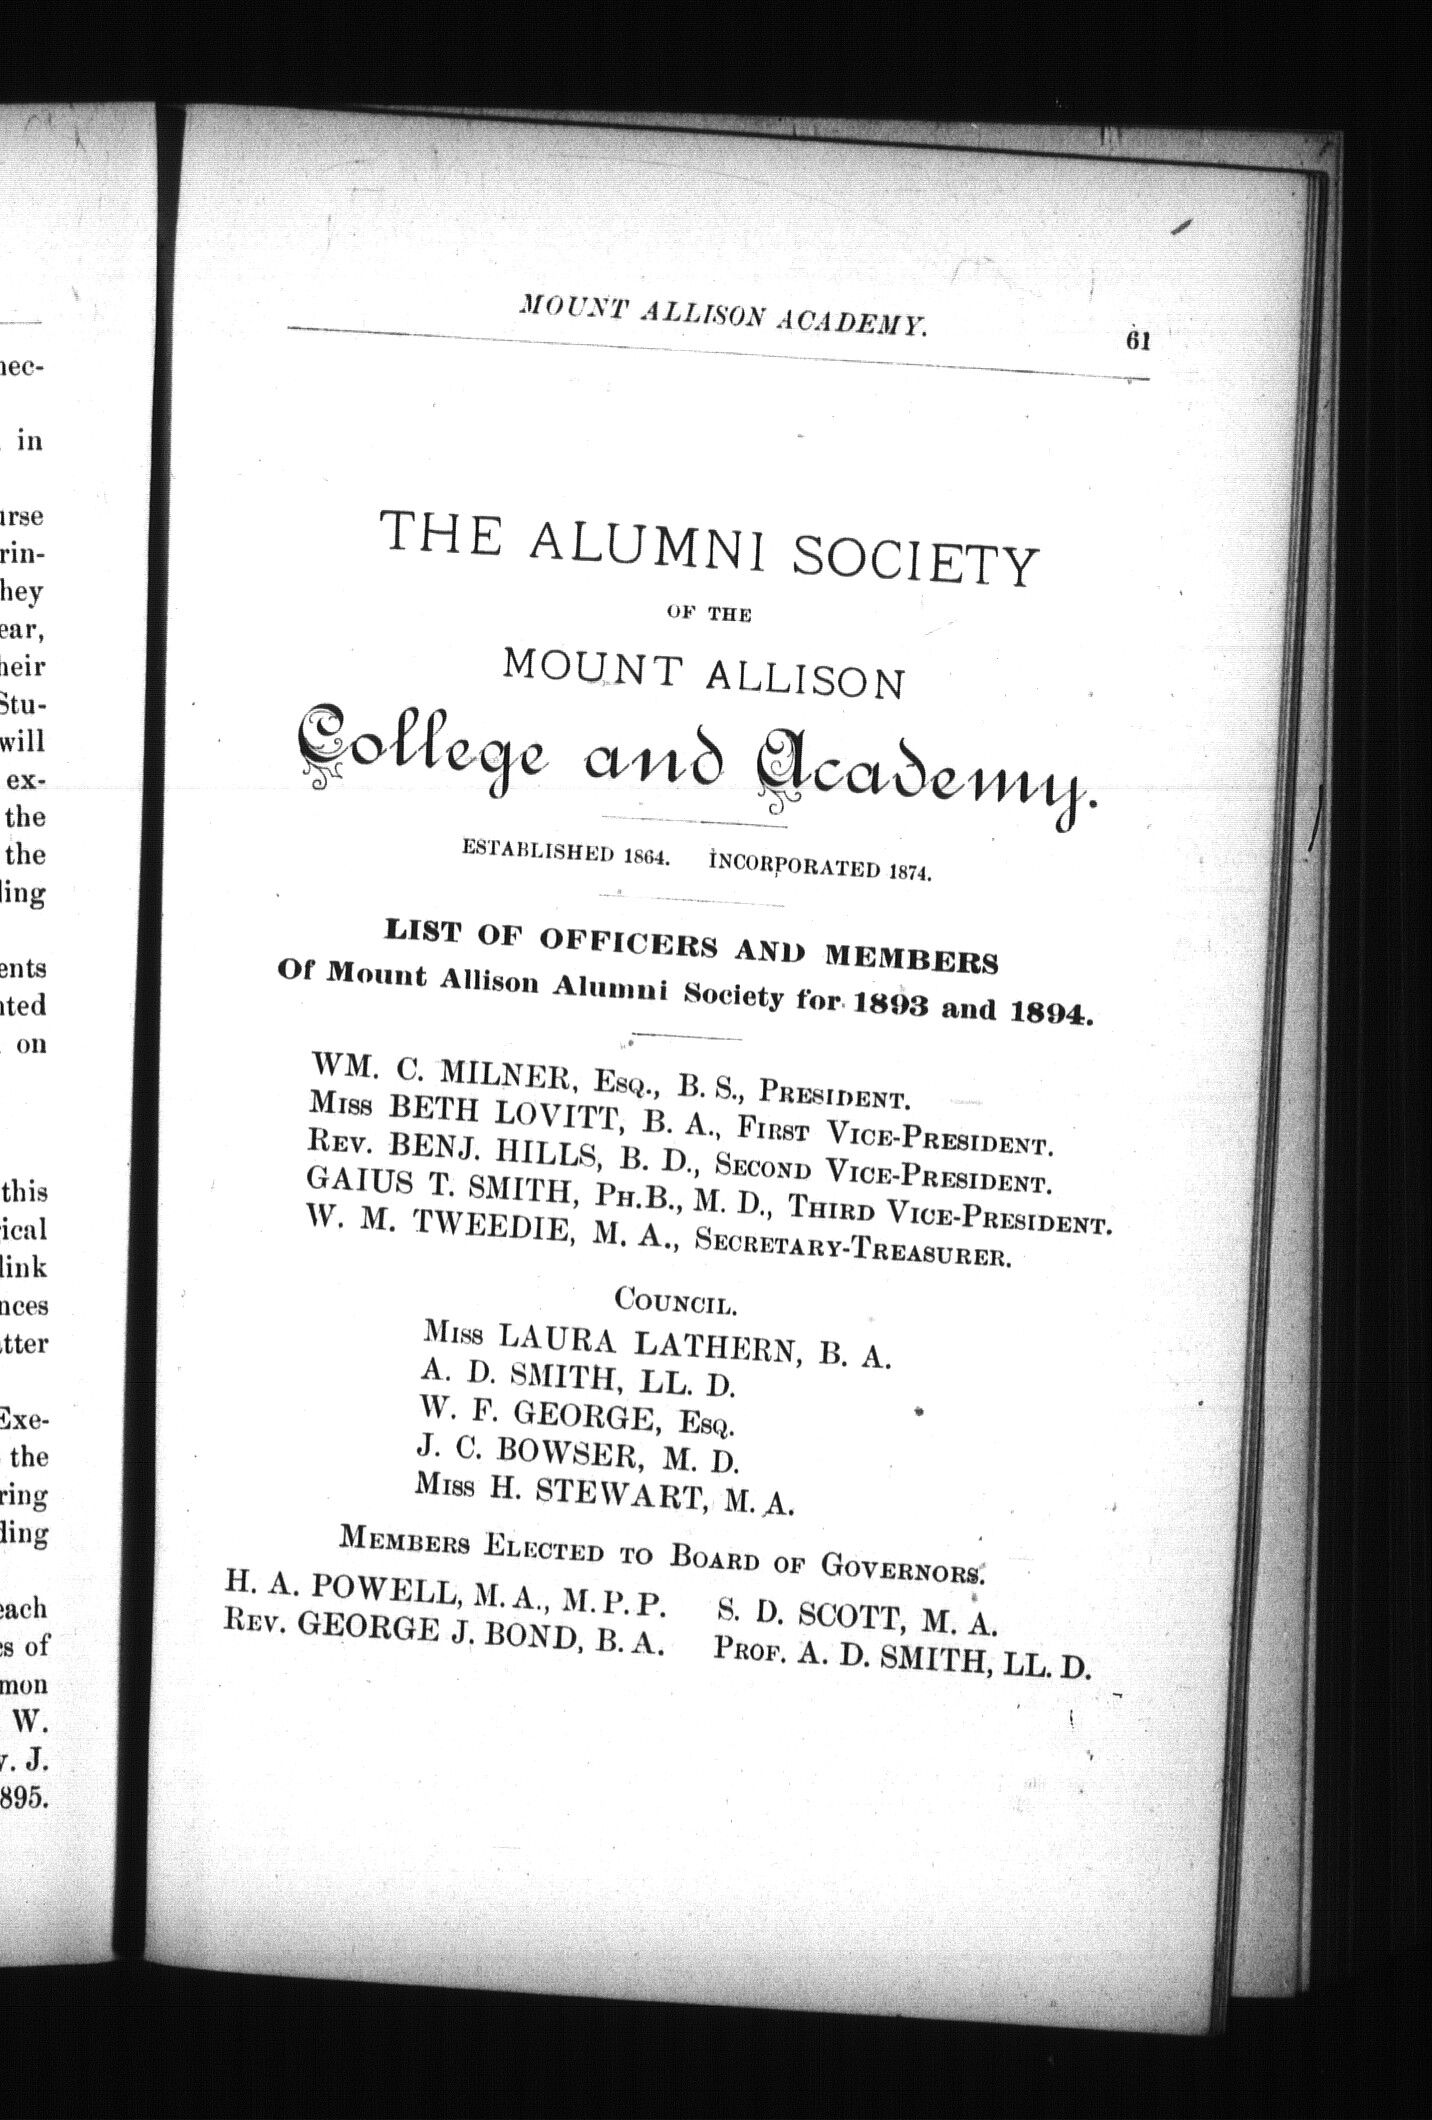 MOUNT ALLISON ACADEMY.
61
THE ALUMNI SOCIETY
OF THE
MOUNT ALLISON
College and Academy.
ESTABLISHED 1864. INCORPORATED 1874.
LIST OF OFFICERS AND MEMBERS
Of Mount Allison Alumni Society for 1893 and 1894.
WM. C. MILNER, ESQ., B. S., PRESIDENT.
MISS BETH LOVITT, B. A., FIRST VICE-PRESIDENT.
REV. BENJ. HILLS, B. D., SECOND VICE-PRESIDENT.
GAIUS T. SMITH, PH.B., M. D., THIRD VICE-PRESIDENT.
W. M. TWEEDIE, M. A., SECRETARY-TREASURER.
COUNCIL.
MISS LAURA LATHERN, B. A.
A. D. SMITH, LL. D.
W. F. GEORGE, ESQ.
J. C. BOWSER, M. D.
MISS H. STEWART, M. A.
MEMBERS ELECTED TO BOARD OF GOVERNORS.
H. A. POWELL, M. A., M. P. P. S. D. SCOTT, M. A.
REV. GEORGE J. BOND, B. A. PROF. A. D. SMITH, LL. D.